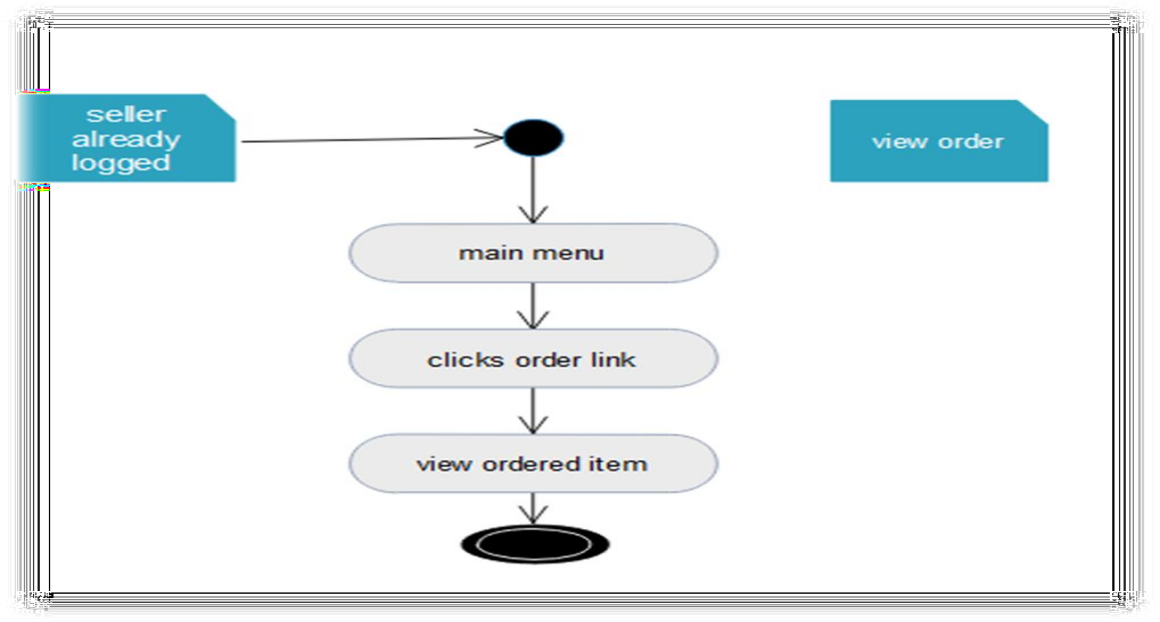 seller
already
logged
view order
main menu
clicks order link
view ordered item